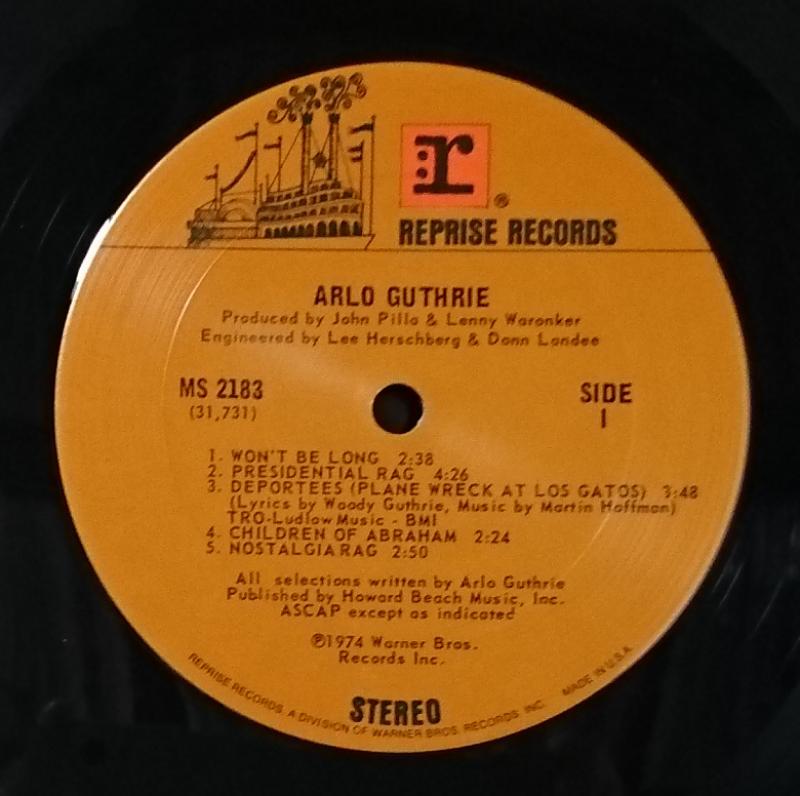 r ®
REPRISE RECORDS
ARLO GUTHRIE
Produced by John Pilla & Lenny Waronker
Engineered by Lee Herschberg & Donn Landee
MS 2183
(31,731)
SIDE
1
1. WON'T BE LONG 2:38
2. PRESIDENTIAL RAG 4:26
3. DEPORTEES (PLANE WRECK AT LOS GATOS) 3:48
(Lyrics by Woody Guthrie, Music by Martin Hoffman)
TRO-Ludlow Music - BMI
4. CHILDREN OF ABRAHAM 2:24
5. NOSTALGIA RAG 2:50
All selections written by Arlo Guthrie
Published by Howard Beach Music, Inc.
ASCAP except as indicated
℗1974 Warner Bros.
Records Inc.
STEREO
REPRISE RECORDS, A DIVISION OF WARNER BROS. RECORDS, INC. MADE IN U.S.A.